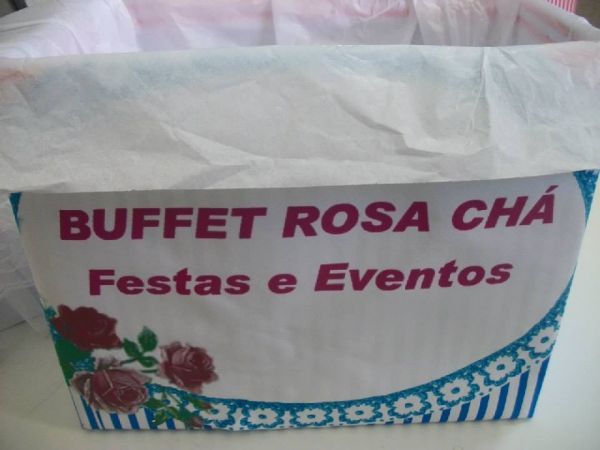 BUFFET ROSA CHÁ
Festas e Eventos